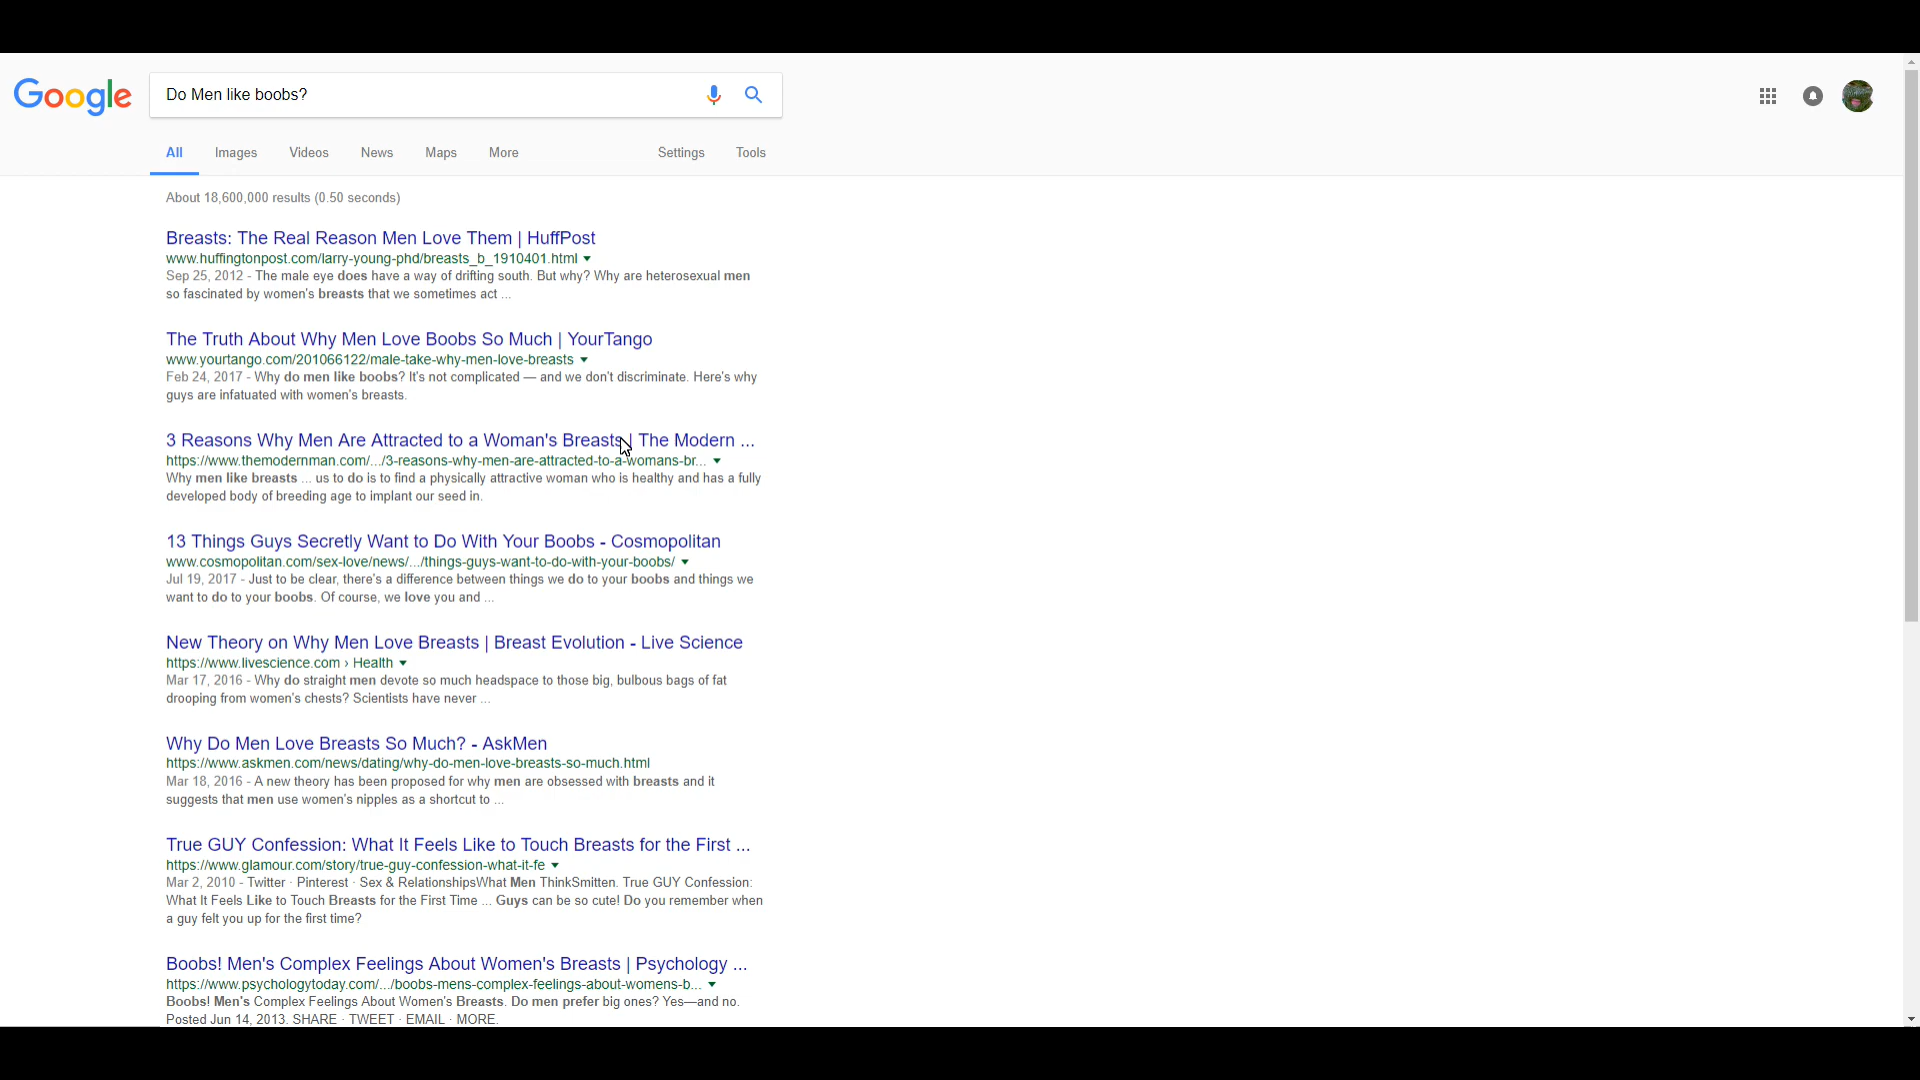 Google
Do Men like boobs?
All Images Videos News Maps More Settings Tools
About 18,600,000 results (0.50 seconds)
Breasts: The Real Reason Men Love Them | HuffPost
www.huffingtonpost.com/larry-young-phd/breasts_b_1910401.html
Sep 25, 2012 - The male eye does have a way of drifting south. But why? Why are heterosexual men
so fascinated by women's breasts that we sometimes act ...
The Truth About Why Men Love Boobs So Much | YourTango
www.yourtango.com/201066122/male-take-why-men-love-breasts
Feb 24, 2017 - Why do men like boobs? It's not complicated — and we don't discriminate. Here's why
guys are infatuated with women's breasts.
3 Reasons Why Men Are Attracted to a Woman's Breasts | The Modern ...
https://www.themodernman.com/.../3-reasons-why-men-are-attracted-to-a-womans-br...
Why men like breasts ... us to do is to find a physically attractive woman who is healthy and has a fully
developed body of breeding age to implant our seed in.
13 Things Guys Secretly Want to Do With Your Boobs - Cosmopolitan
www.cosmopolitan.com/sex-love/news/.../things-guys-want-to-do-with-your-boobs/
Jul 19, 2017 - Just to be clear, there's a difference between things we do to your boobs and things we
want to do to your boobs. Of course, we love you and ...
New Theory on Why Men Love Breasts | Breast Evolution - Live Science
https://www.livescience.com › Health
Mar 17, 2016 - Why do straight men devote so much headspace to those big, bulbous bags of fat
drooping from women's chests? Scientists have never ...
Why Do Men Love Breasts So Much? - AskMen
https://www.askmen.com/news/dating/why-do-men-love-breasts-so-much.html
Mar 18, 2016 - A new theory has been proposed for why men are obsessed with breasts and it
suggests that men use women's nipples as a shortcut to ...
True GUY Confession: What It Feels Like to Touch Breasts for the First ...
https://www.glamour.com/story/true-guy-confession-what-it-fe
Mar 2, 2010 - Twitter · Pinterest · Sex & RelationshipsWhat Men ThinkSmitten. True GUY Confession:
What It Feels Like to Touch Breasts for the First Time ... Guys can be so cute! Do you remember when
a guy felt you up for the first time?
Boobs! Men's Complex Feelings About Women's Breasts | Psychology ...
https://www.psychologytoday.com/.../boobs-mens-complex-feelings-about-womens-b...
Boobs! Men's Complex Feelings About Women's Breasts. Do men prefer big ones? Yes—and no.
Posted Jun 14, 2013. SHARE · TWEET · EMAIL · MORE.